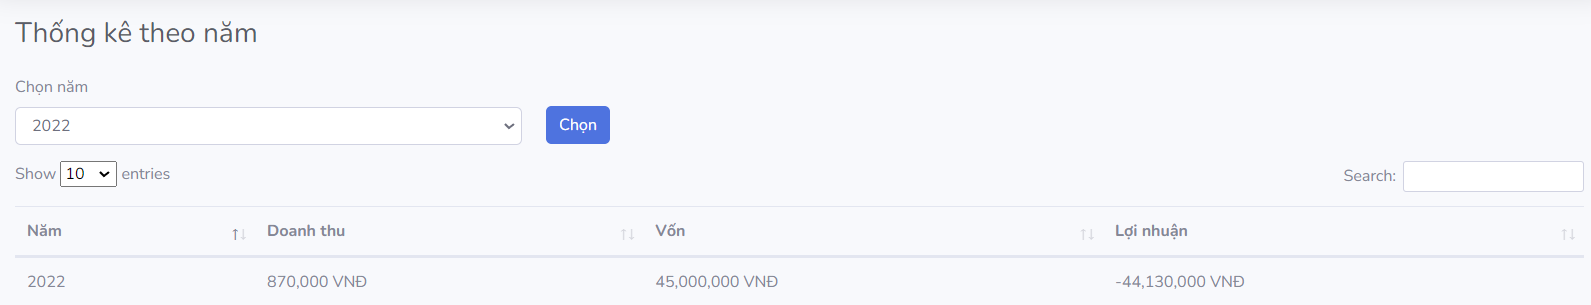 Thống kê theo năm
Chọn năm
2022 Chọn
Show 10 entries Search:
Năm Doanh thu Vốn Lợi nhuận
2022 870,000 VNĐ 45,000,000 VNĐ -44,130,000 VNĐ